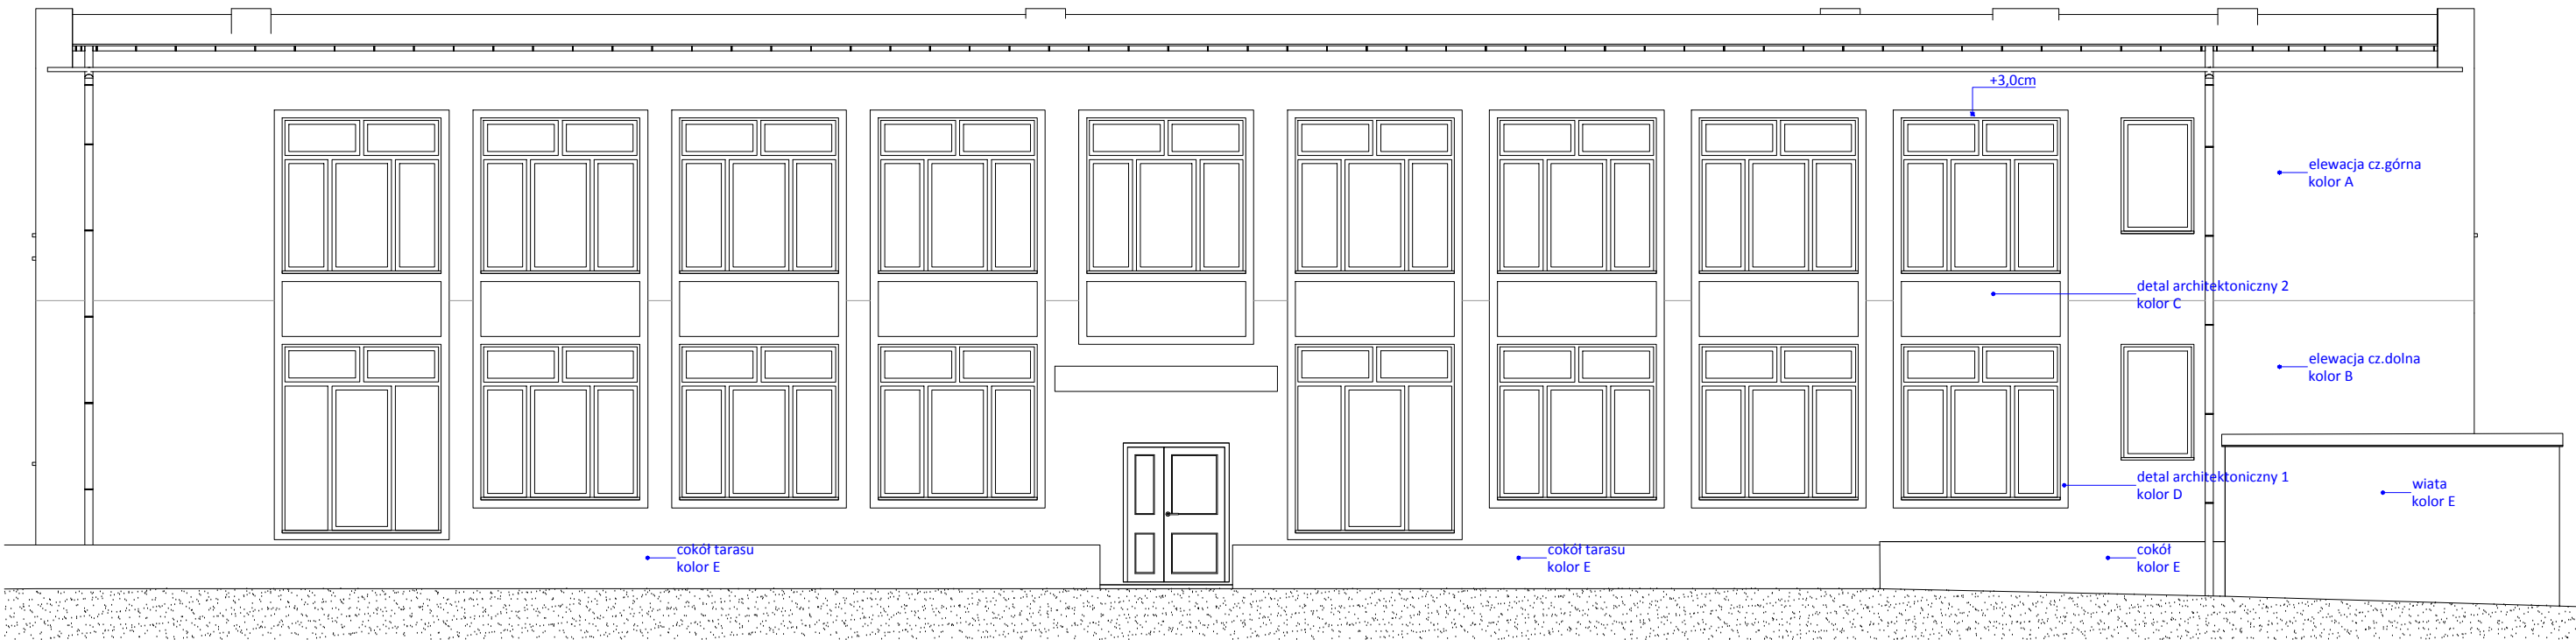 +3,0cm
elewacja cz.górna
kolor A
detal architektoniczny 2
kolor C
elewacja cz.dolna
kolor B
detal architektoniczny 1
kolor D
wiata
kolor E
cokół tarasu
kolor E
cokół tarasu
kolor E
cokół
kolor E